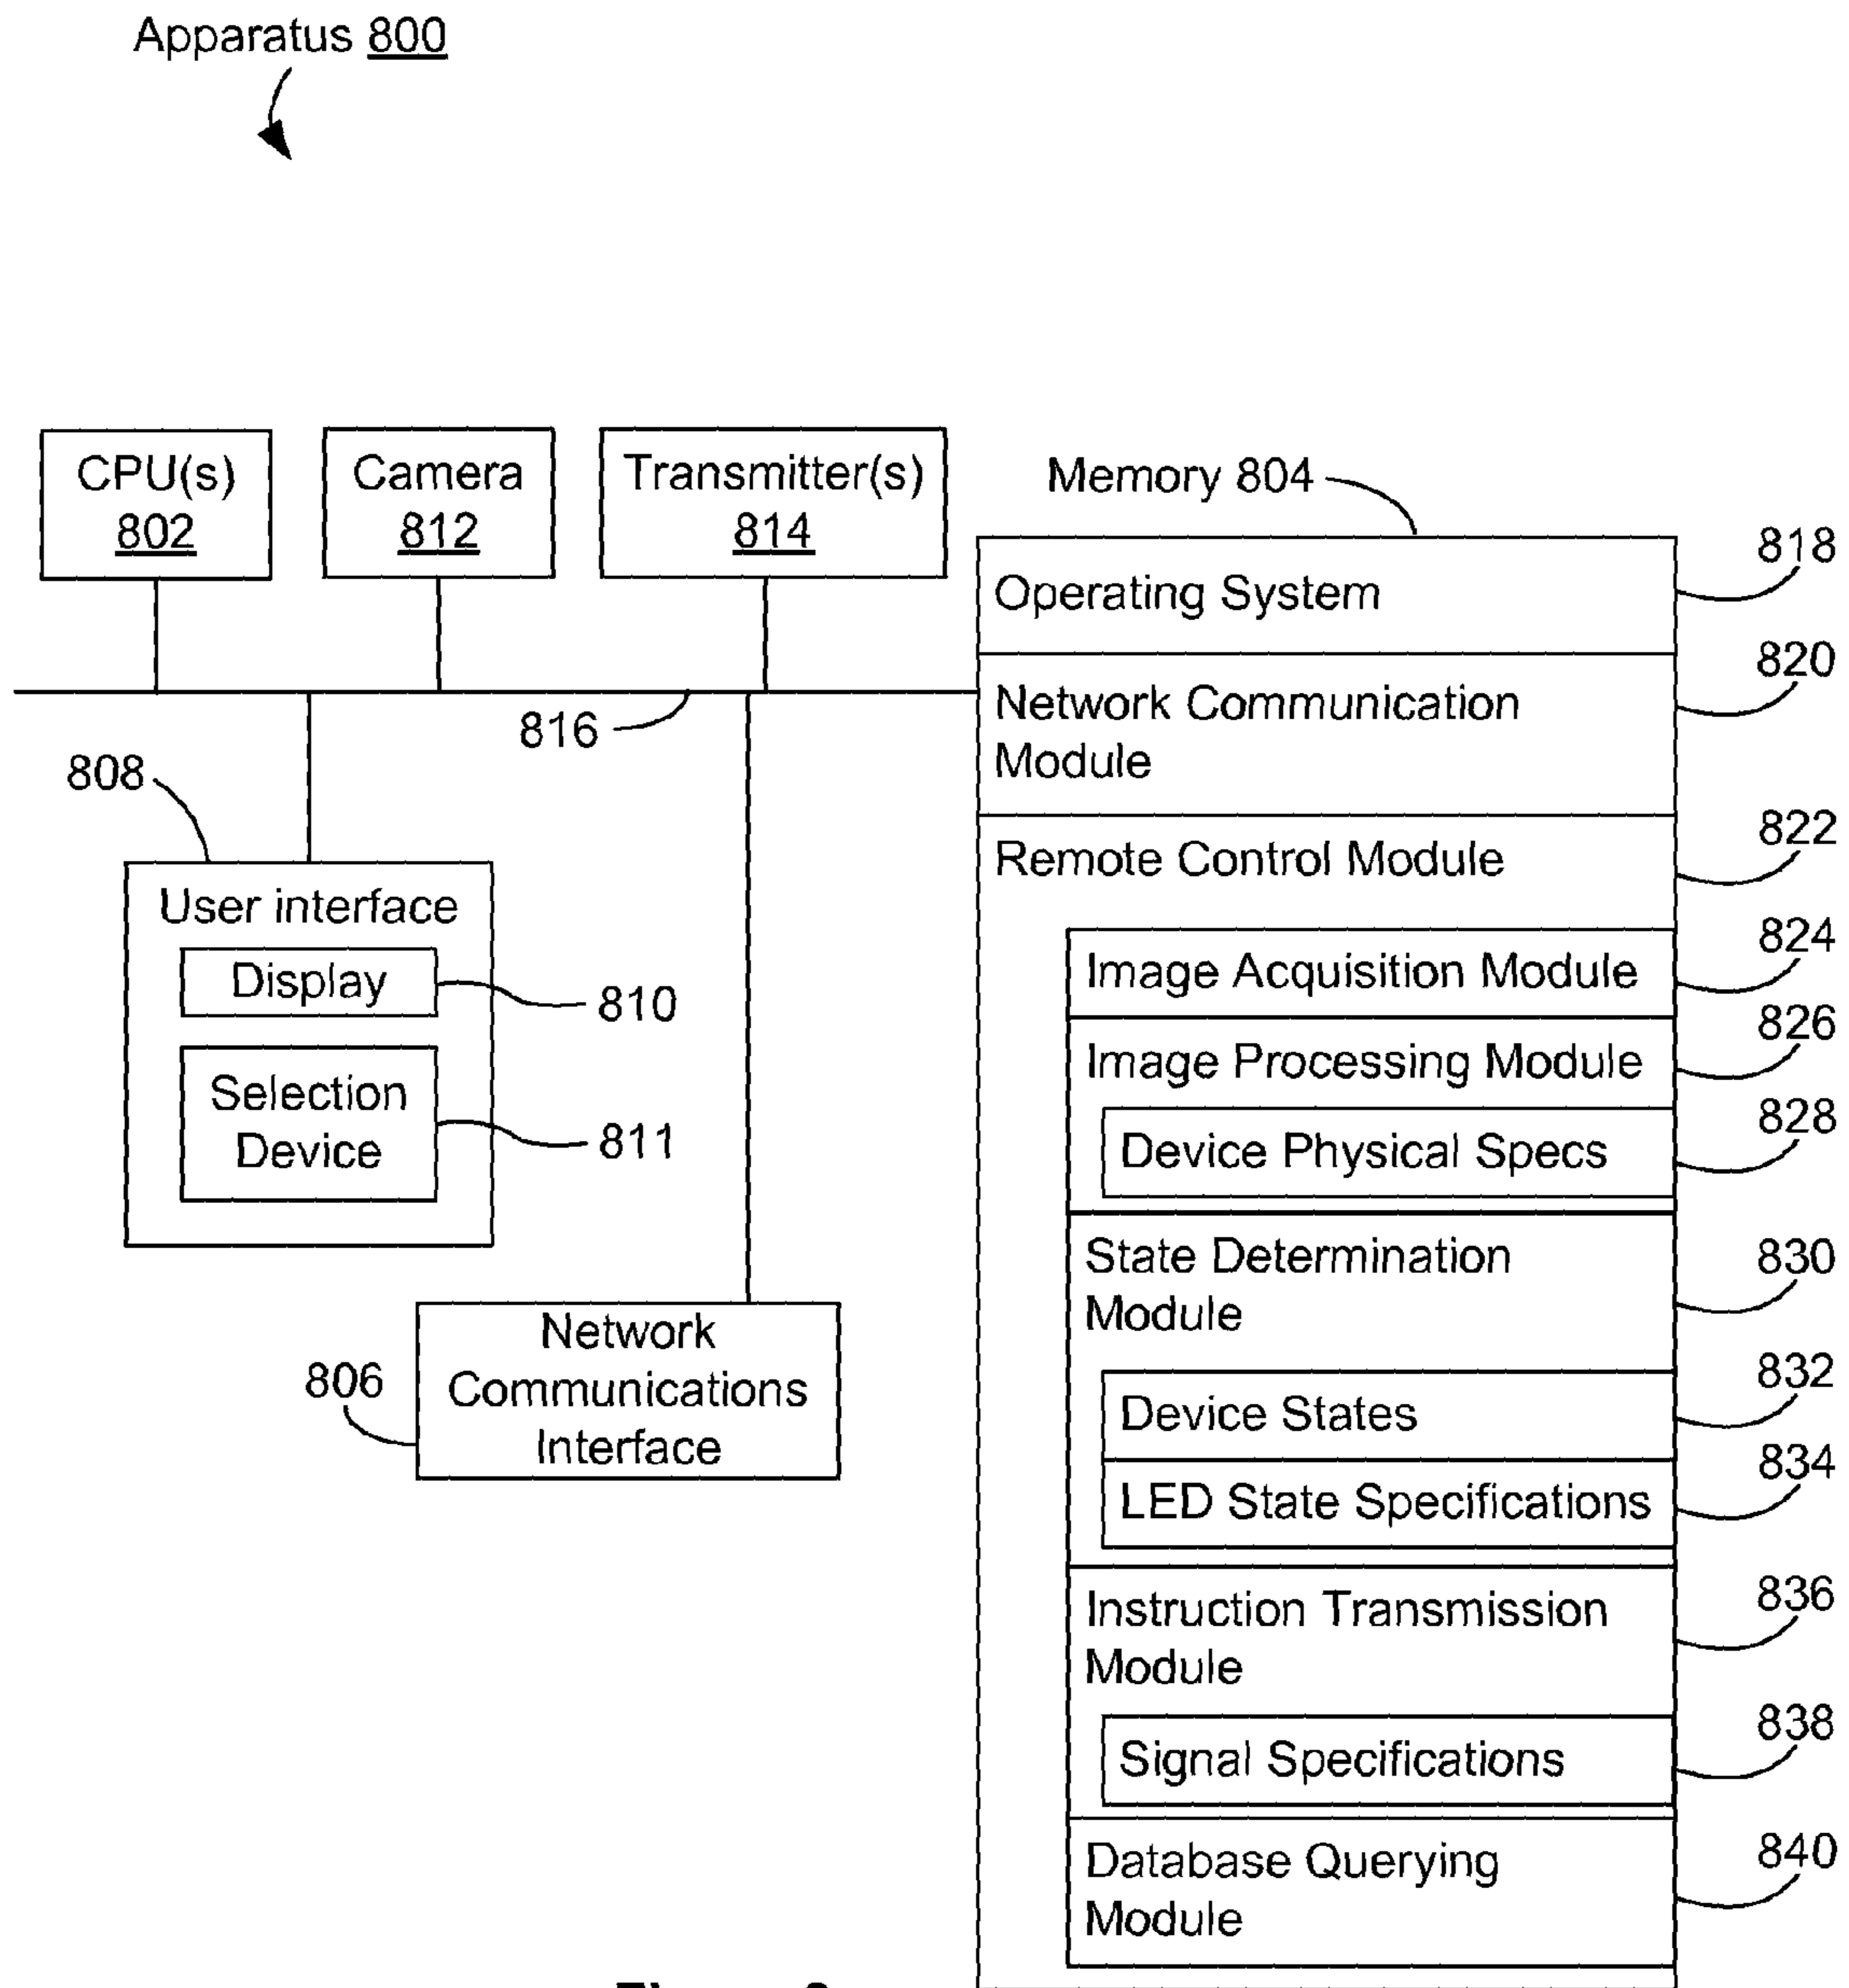 Apparatus 800
CPU(s)
802
Camera
812
Transmitter(s)
814
Memory 804
816
808
User interface
Display
810
Selection
Device
811
806
Network
Communications
Interface
Operating System
818
Network Communication
Module
820
Remote Control Module
822
Image Acquisition Module
824
Image Processing Module
826
Device Physical Specs
828
State Determination
Module
830
Device States
832
LED State Specifications
834
Instruction Transmission
Module
836
Signal Specifications
838
Database Querying
Module
840